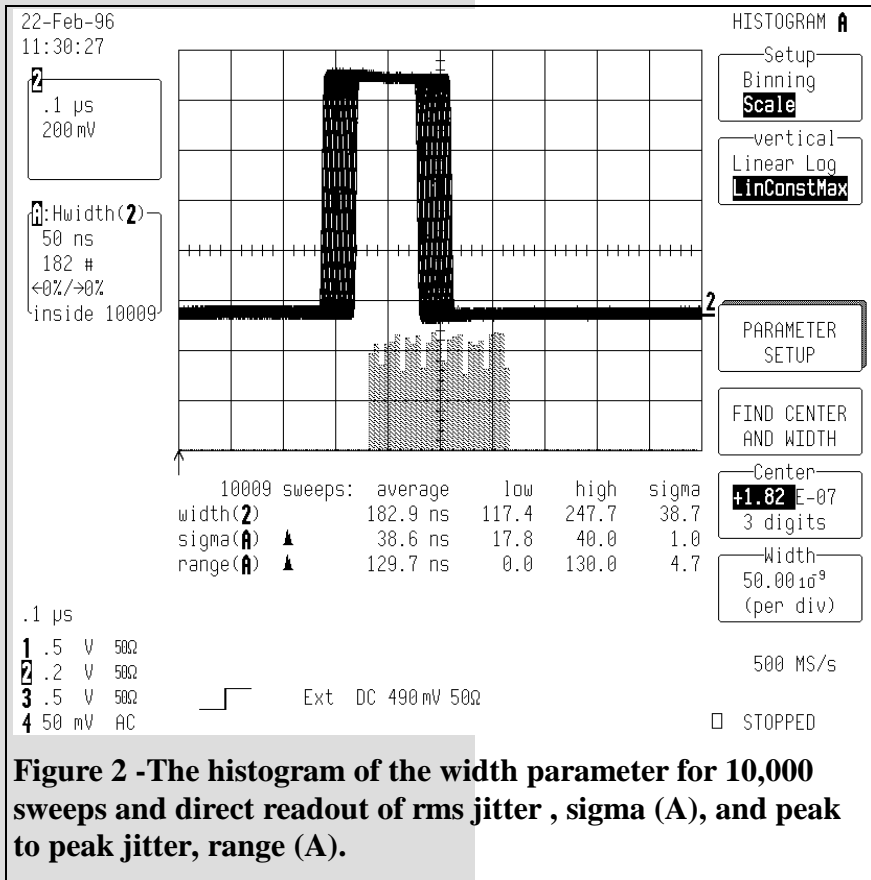 22-Feb-96
11:30:27
2
.1 µs
200 mV
A:Hwidth(2)
50 ns
182 #
←0%/→0%
inside 10009
2
10009 sweeps: average low high sigma
width(2) 182.9 ns 117.4 247.7 38.7
sigma(A) 38.6 ns 17.8 40.0 1.0
range(A) 129.7 ns 0.0 130.0 4.7
.1 µs
1 .5 V 50Ω
2 .2 V 50Ω
3 .5 V 50Ω
4 50 mV AC
Ext DC 490 mV 50Ω
HISTOGRAM A
Setup
Binning
Scale
vertical
Linear Log
LinConstMax
PARAMETER
SETUP
FIND CENTER
AND WIDTH
Center
+1.82 E-07
3 digits
Width
50.00 10⁻⁹
(per div)
500 MS/s
□ STOPPED
Figure 2 -The histogram of the width parameter for 10,000
sweeps and direct readout of rms jitter , sigma (A), and peak
to peak jitter, range (A).